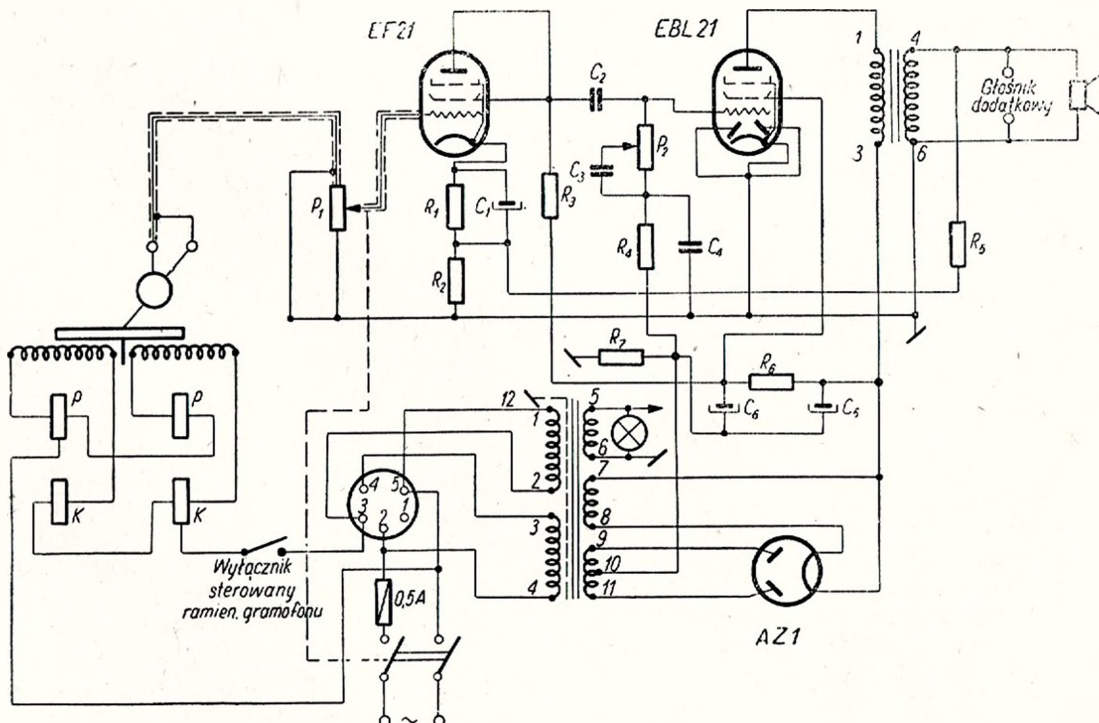 EF21
EBL21
C₂
1
4
Głośnik
dodatkowy
3
6
P₁
R₁
C₁
R₂
R₃
C₃
P₂
R₄
C₄
R₅
R₇
R₆
C₆
C₅
P
P
K
K
12
1
2
3
4
5
6
7
8
9
10
11
4
5
3
1
2
Wyłącznik
sterowany
ramien. gramofonu
0,5A
~
AZ1